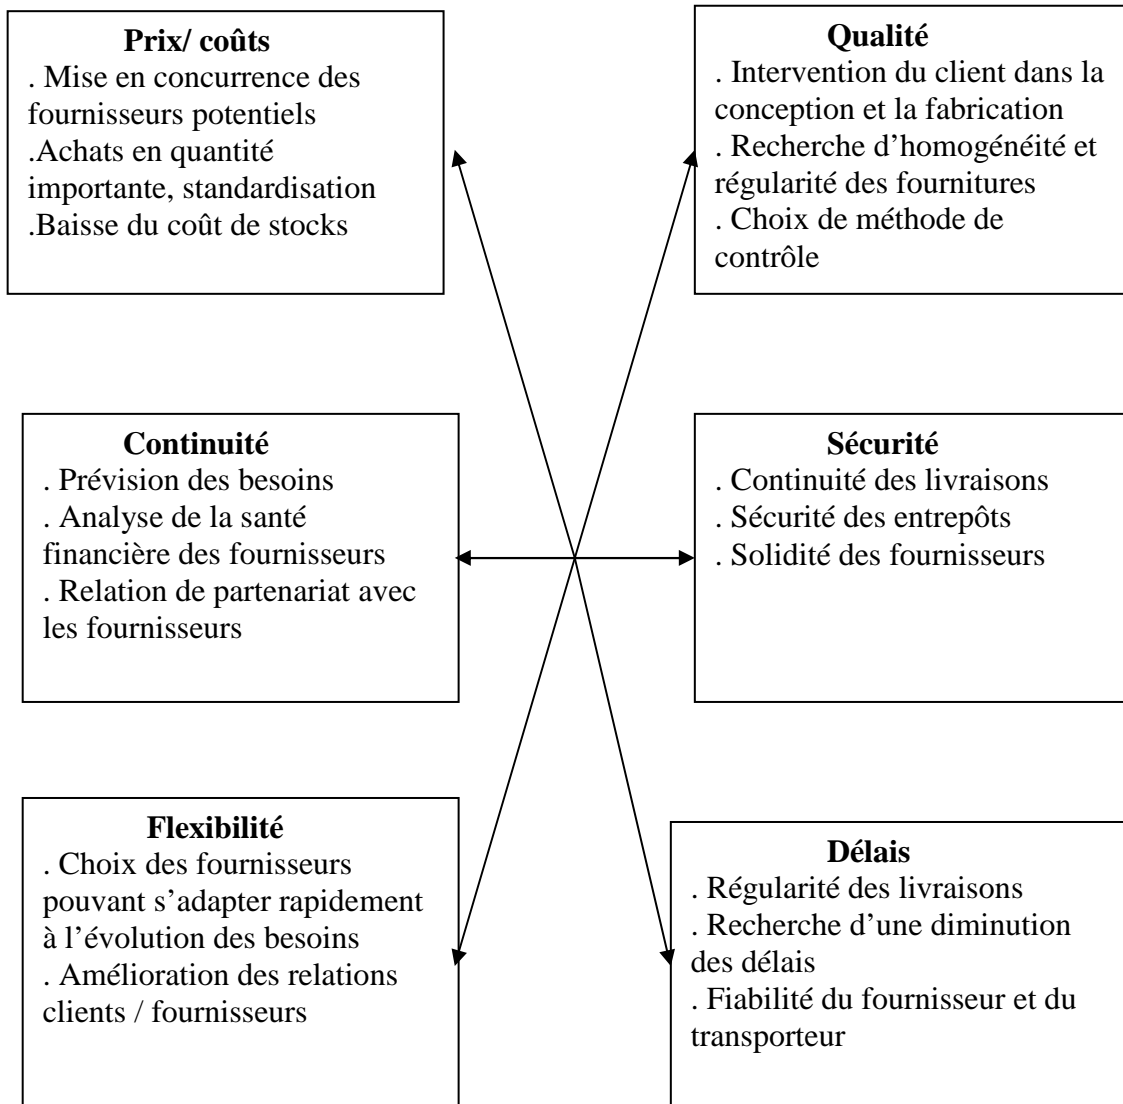 Prix/ coûts
. Mise en concurrence des
fournisseurs potentiels
.Achats en quantité
importante, standardisation
.Baisse du coût de stocks
Qualité
. Intervention du client dans la
conception et la fabrication
. Recherche d’homogénéité et
régularité des fournitures
. Choix de méthode de
contrôle
Continuité
. Prévision des besoins
. Analyse de la santé
financière des fournisseurs
. Relation de partenariat avec
les fournisseurs
Sécurité
. Continuité des livraisons
. Sécurité des entrepôts
. Solidité des fournisseurs
Flexibilité
. Choix des fournisseurs
pouvant s’adapter rapidement
à l’évolution des besoins
. Amélioration des relations
clients / fournisseurs
Délais
. Régularité des livraisons
. Recherche d’une diminution
des délais
. Fiabilité du fournisseur et du
transporteur